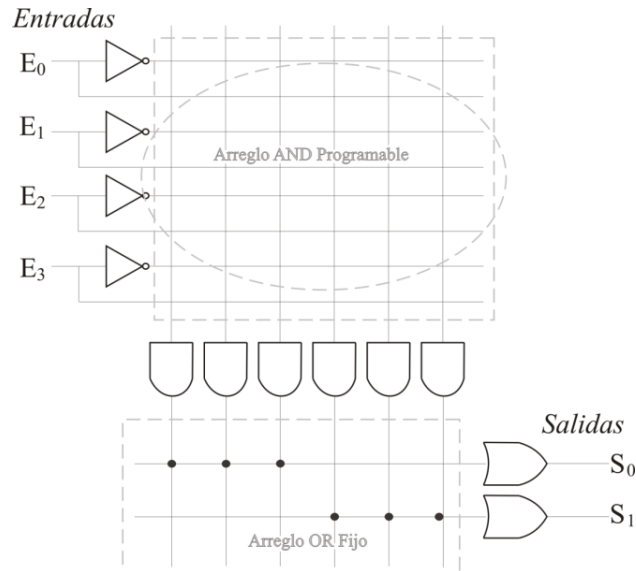 Entradas
E0
E1
Arreglo AND Programable
E2
E3
Salidas
S0
S1
Arreglo OR Fijo